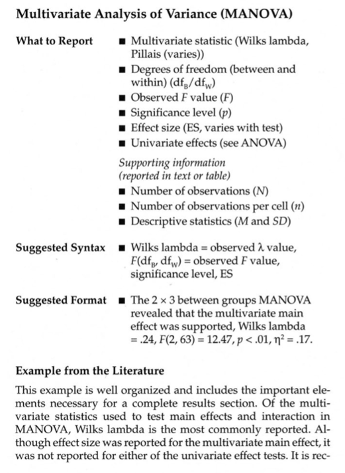 Multivariate Analysis of Variance (MANOVA)
What to Report ■ Multivariate statistic (Wilks lambda,
Pillais (varies))
■ Degrees of freedom (between and
within) (df_B/df_W)
■ Observed F value (F)
■ Significance level (p)
■ Effect size (ES, varies with test)
■ Univariate effects (see ANOVA)
Supporting information
(reported in text or table)
■ Number of observations (N)
■ Number of observations per cell (n)
■ Descriptive statistics (M and SD)
Suggested Syntax ■ Wilks lambda = observed λ value,
F(df_B, df_W) = observed F value,
significance level, ES
Suggested Format ■ The 2 × 3 between groups MANOVA
revealed that the multivariate main
effect was supported, Wilks lambda
= .24, F(2, 63) = 12.47, p < .01, η² = .17.
Example from the Literature
This example is well organized and includes the important ele-
ments necessary for a complete results section. Of the multi-
variate statistics used to test main effects and interaction in
MANOVA, Wilks lambda is the most commonly reported. Al-
though effect size was reported for the multivariate main effect, it
was not reported for either of the univariate effect tests. It is rec-